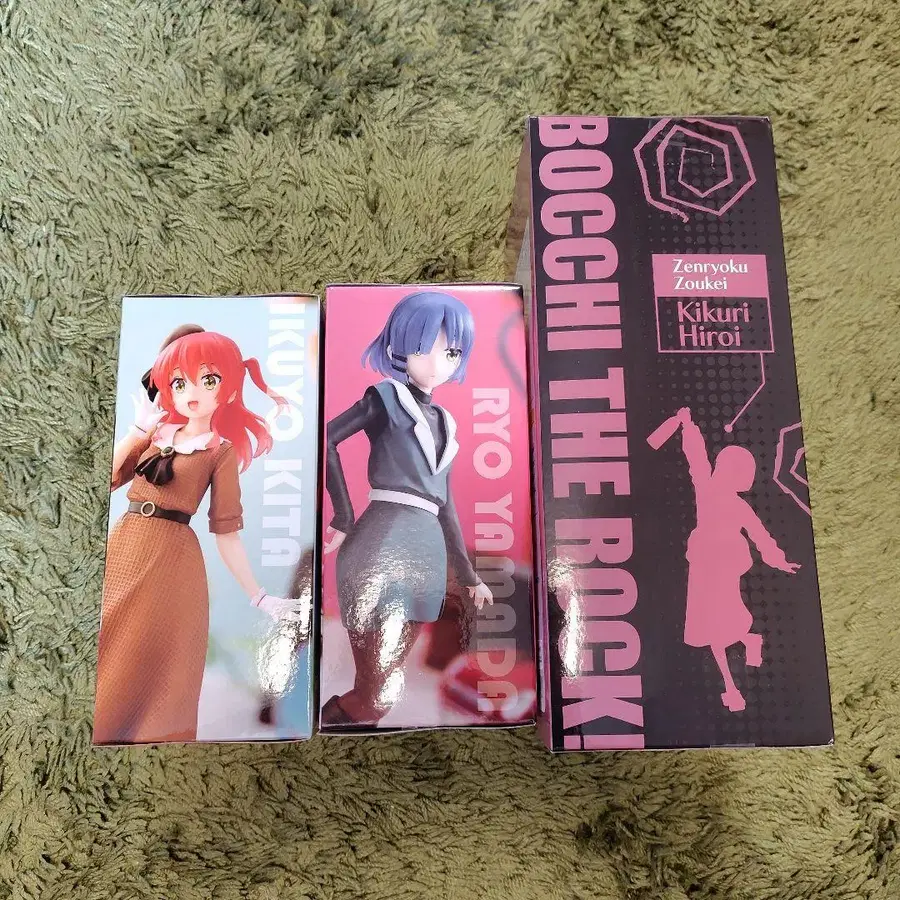 IKUYO KITA
RYO YAMADA
BOCCHI THE ROCK!
Zenryoku
Zoukei
Kikuri
Hiroi